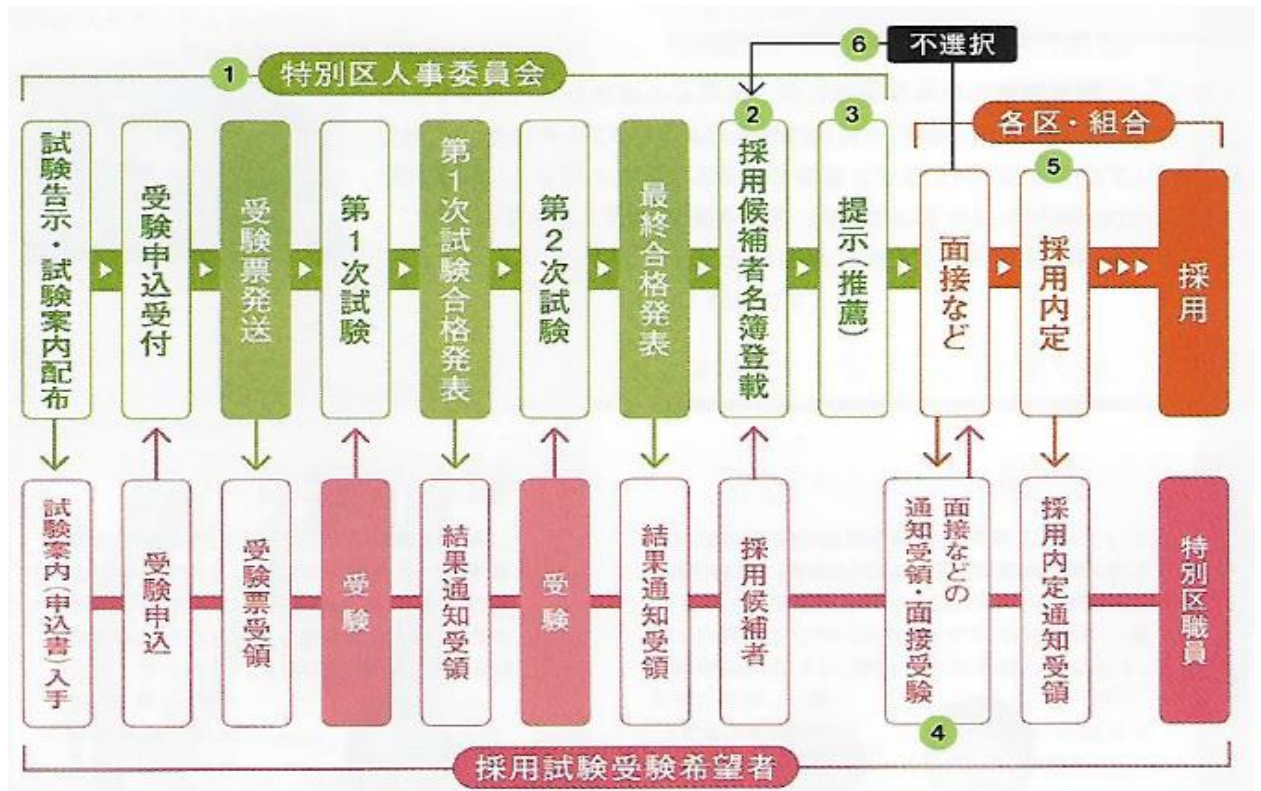 6 不選択
1 特別区人事委員会
各区・組合
試験告示・試験案内配布
受験申込受付
受験票発送
第1次試験
第1次試験合格発表
第2次試験
最終合格発表
2 採用候補者名簿登載
3 提示(推薦)
面接など
5 採用内定
採用
試験案内(申込書)入手
受験申込
受験票受領
受験
結果通知受領
受験
結果通知受領
採用候補者
面接などの
通知受領・面接受験
4
採用内定通知受領
特別区職員
採用試験受験希望者